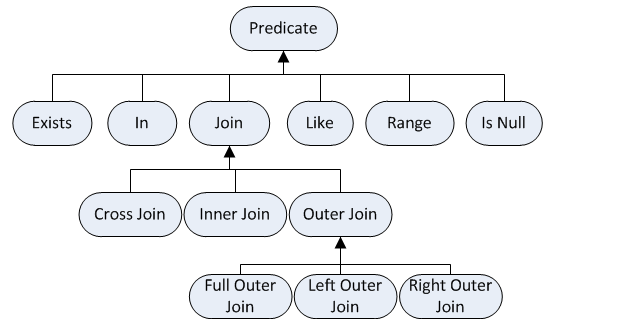 Predicate
Exists
In
Join
Like
Range
Is Null
Cross Join
Inner Join
Outer Join
Full Outer
Join
Left Outer
Join
Right Outer
Join